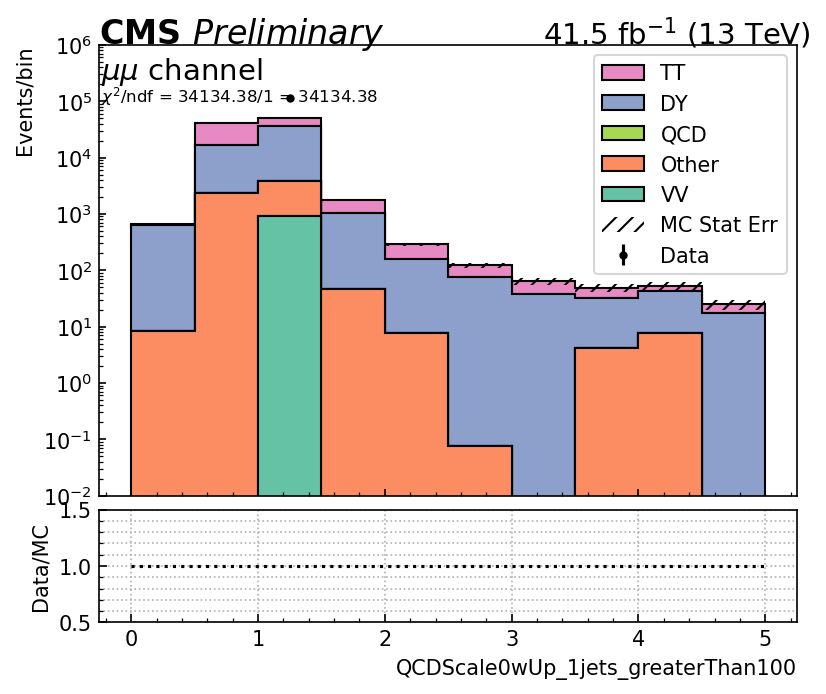 CMS Preliminary 41.5 fb⁻¹ (13 TeV)
μμ channel
χ²/ndf = 34134.38/1 = 34134.38
Events/bin
10⁶
10⁵
10⁴
10³
10²
10¹
10⁰
10⁻¹
10⁻²
TT
DY
QCD
Other
VV
MC Stat Err
Data
Data/MC
1.5
1.0
0.5
0 1 2 3 4 5
QCDScale0wUp_1jets_greaterThan100